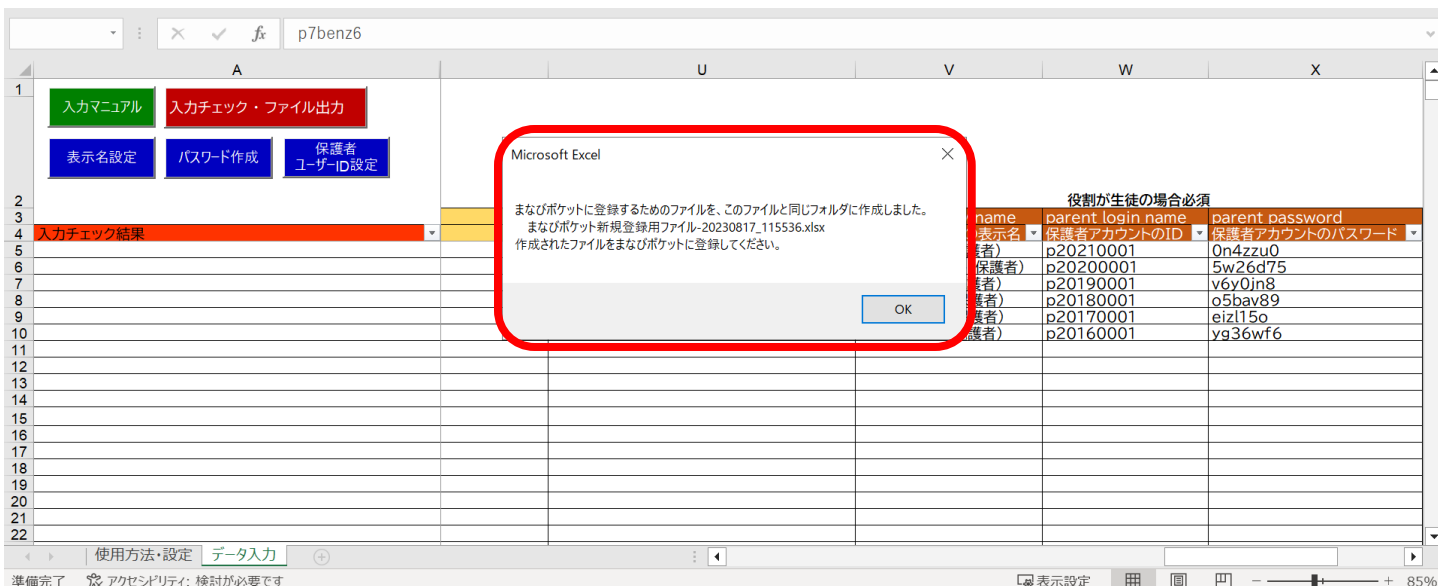 p7benz6
A U V W X
1
入力マニュアル 入力チェック・ファイル出力
表示名設定 パスワード作成 保護者
ユーザーID設定
Microsoft Excel
まなびポケットに登録するためのファイルを、このファイルと同じフォルダに作成しました。
まなびポケット新規登録用ファイル-20230817_115536.xlsx
作成されたファイルをまなびポケットに登録してください。
OK
2 役割が生徒の場合必須
3 name parent login name parent password
4 入力チェック結果 の表示名 保護者アカウントのID 保護者アカウントのパスワード
5 護者) p20210001 0n4zzu0
6 保護者) p20200001 5w26d75
7 護者) p20190001 v6y0jn8
8 護者) p20180001 o5bav89
9 護者) p20170001 eizl15o
10 護者) p20160001 yg36wf6
11
12
13
14
15
16
17
18
19
20
21
22
使用方法・設定 データ入力
準備完了 アクセシビリティ: 検討が必要です 表示設定 85%